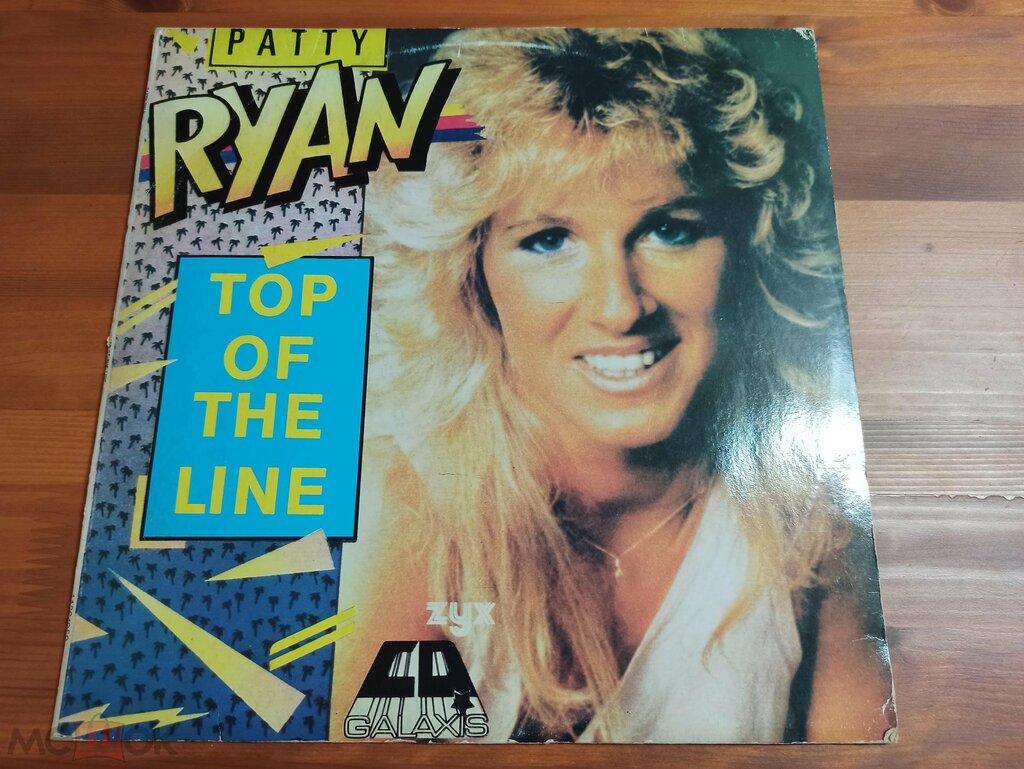 PATTY
RYAN
TOP
OF
THE
LINE
zyx
GALAXIS